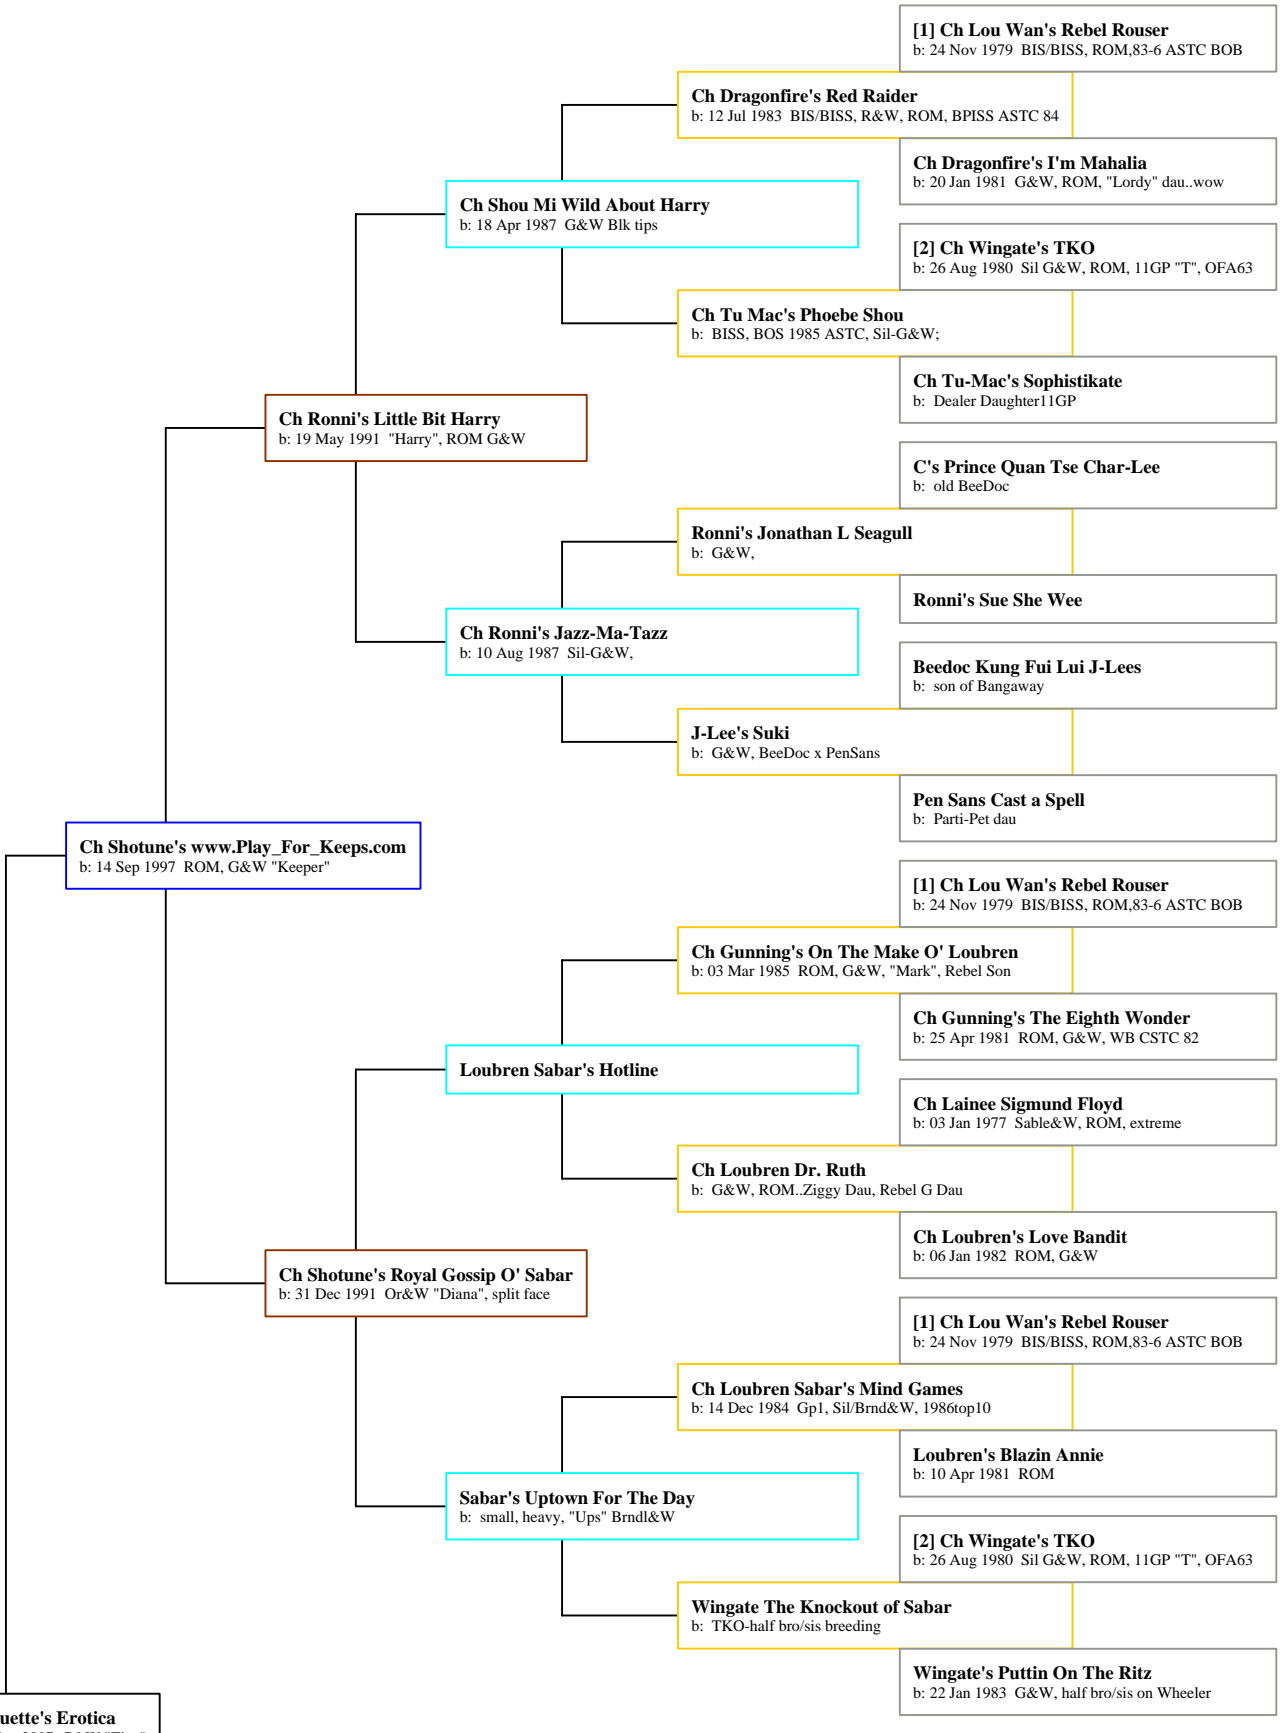 [1] Ch Lou Wan's Rebel Rouser
b: 24 Nov 1979 BIS/BISS, ROM,83-6 ASTC BOB
Ch Dragonfire's Red Raider
b: 12 Jul 1983 BIS/BISS, R&W, ROM, BPISS ASTC 84
Ch Dragonfire's I'm Mahalia
b: 20 Jan 1981 G&W, ROM, "Lordy" dau..wow
Ch Shou Mi Wild About Harry
b: 18 Apr 1987 G&W Blk tips
[2] Ch Wingate's TKO
b: 26 Aug 1980 Sil G&W, ROM, 11GP "T", OFA63
Ch Tu Mac's Phoebe Shou
b: BISS, BOS 1985 ASTC, Sil-G&W;
Ch Tu-Mac's Sophistikate
b: Dealer Daughter11GP
Ch Ronni's Little Bit Harry
b: 19 May 1991 "Harry", ROM G&W
C's Prince Quan Tse Char-Lee
b: old BeeDoc
Ronni's Jonathan L Seagull
b: G&W,
Ronni's Sue She Wee
Ch Ronni's Jazz-Ma-Tazz
b: 10 Aug 1987 Sil-G&W,
Beedoc Kung Fui Lui J-Lees
b: son of Bangaway
J-Lee's Suki
b: G&W, BeeDoc x PenSans
Pen Sans Cast a Spell
b: Parti-Pet dau
Ch Shotune's www.Play_For_Keeps.com
b: 14 Sep 1997 ROM, G&W "Keeper"
[1] Ch Lou Wan's Rebel Rouser
b: 24 Nov 1979 BIS/BISS, ROM,83-6 ASTC BOB
Ch Gunning's On The Make O' Loubren
b: 03 Mar 1985 ROM, G&W, "Mark", Rebel Son
Ch Gunning's The Eighth Wonder
b: 25 Apr 1981 ROM, G&W, WB CSTC 82
Loubren Sabar's Hotline
Ch Lainee Sigmund Floyd
b: 03 Jan 1977 Sable&W, ROM, extreme
Ch Loubren Dr. Ruth
b: G&W, ROM..Ziggy Dau, Rebel G Dau
Ch Loubren's Love Bandit
b: 06 Jan 1982 ROM, G&W
Ch Shotune's Royal Gossip O' Sabar
b: 31 Dec 1991 Or&W "Diana", split face
[1] Ch Lou Wan's Rebel Rouser
b: 24 Nov 1979 BIS/BISS, ROM,83-6 ASTC BOB
Ch Loubren Sabar's Mind Games
b: 14 Dec 1984 Gp1, Sil/Brnd&W, 1986top10
Loubren's Blazin Annie
b: 10 Apr 1981 ROM
Sabar's Uptown For The Day
b: small, heavy, "Ups" Brndl&W
[2] Ch Wingate's TKO
b: 26 Aug 1980 Sil G&W, ROM, 11GP "T", OFA63
Wingate The Knockout of Sabar
b: TKO-half bro/sis breeding
Wingate's Puttin On The Ritz
b: 22 Jan 1983 G&W, half bro/sis on Wheeler
uette's Erotica